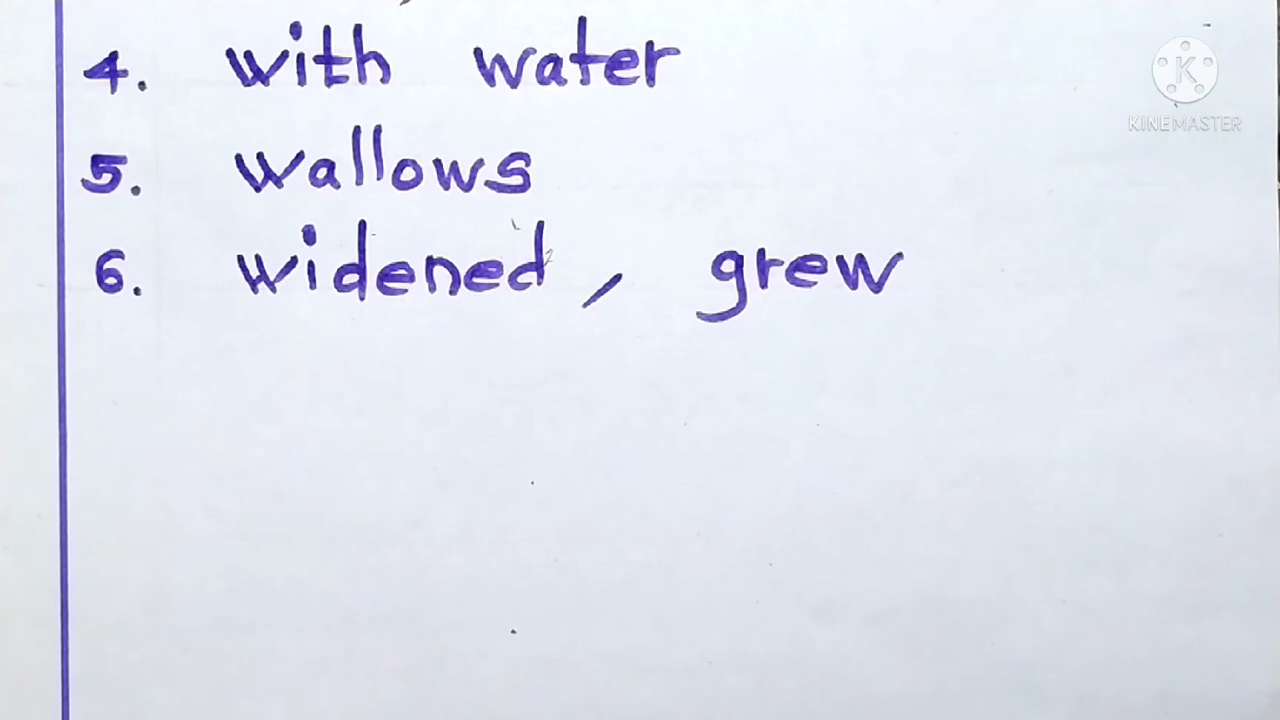 4. with water
5. wallows
6. widened, grew
K
KINEMASTER